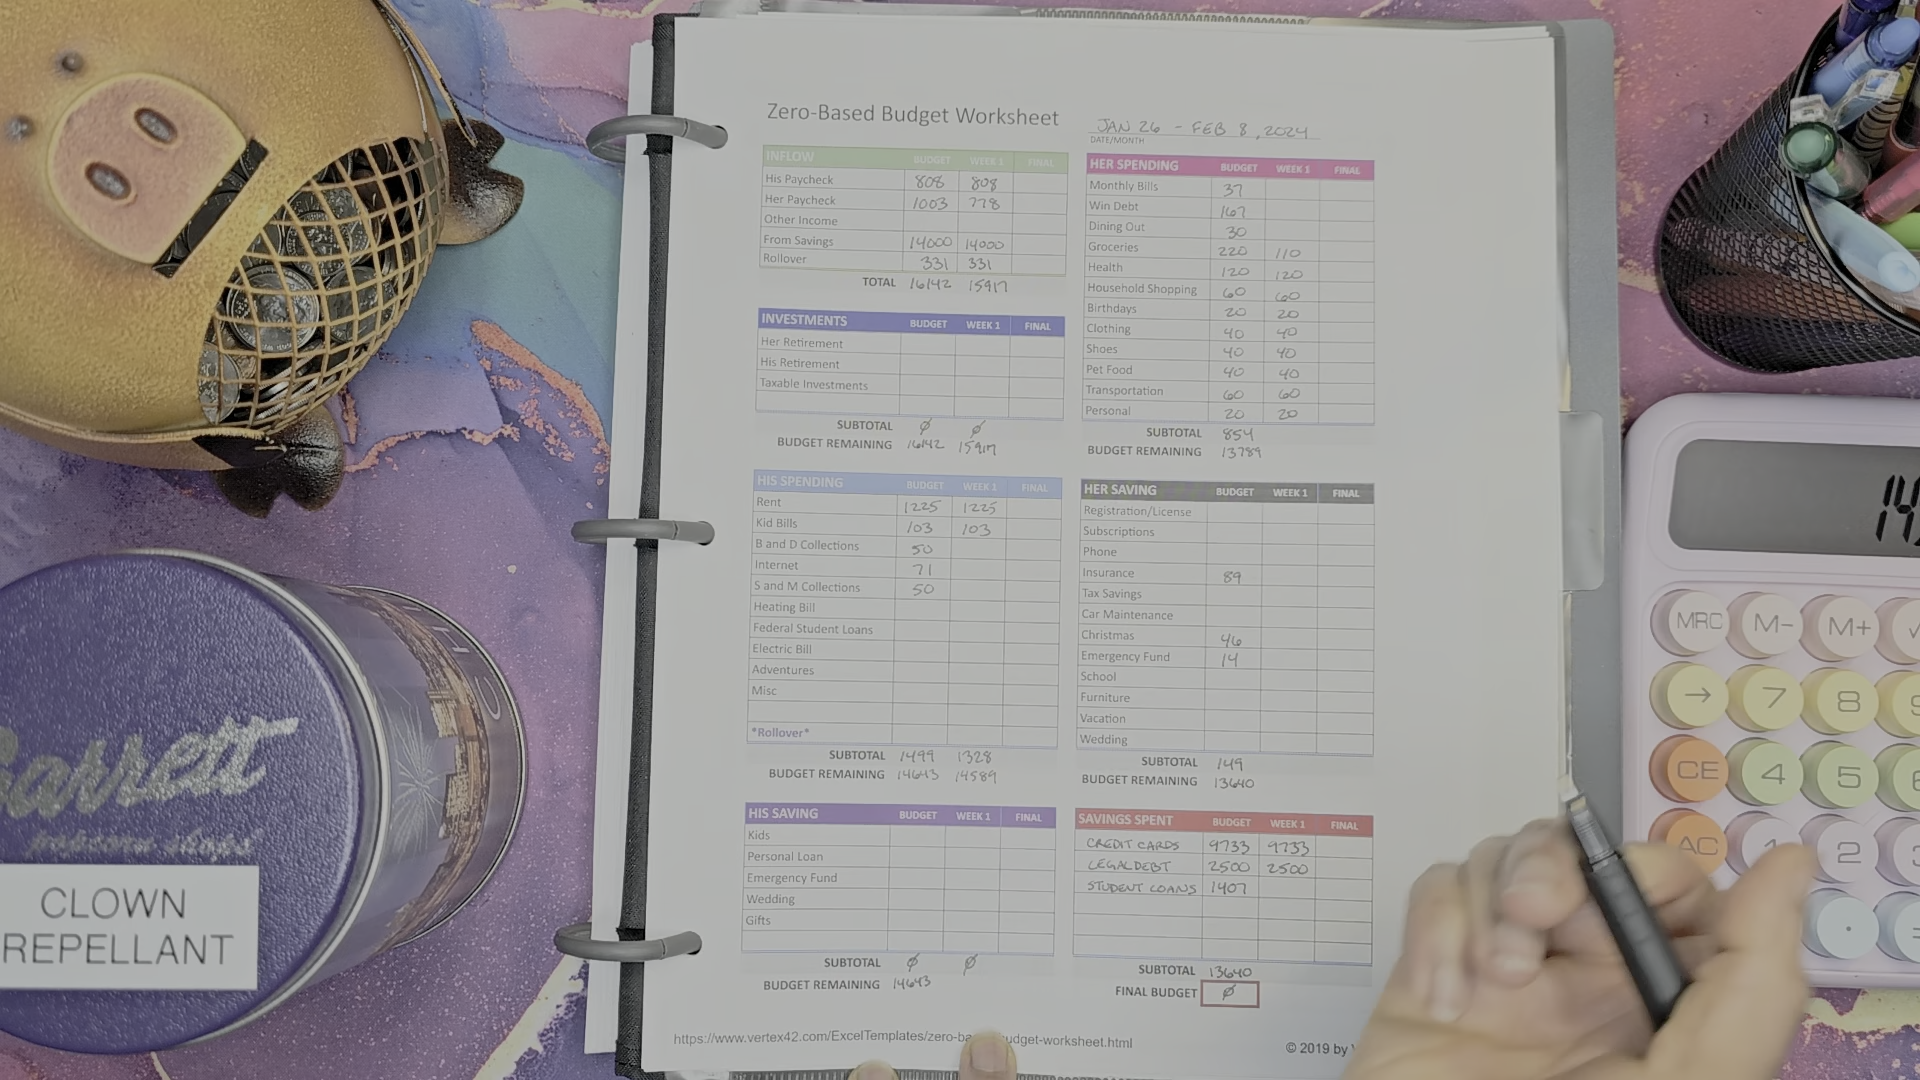 Zero-Based Budget Worksheet
JAN 26 - FEB 8, 2024
DATE/MONTH
INFLOW BUDGET WEEK 1 FINAL
His Paycheck 808 808
Her Paycheck 1003 778
Other Income
From Savings 14000 14000
Rollover 331 331
TOTAL 16142 15917
INVESTMENTS BUDGET WEEK 1 FINAL
Her Retirement
His Retirement
Taxable Investments
SUBTOTAL Ø Ø
BUDGET REMAINING 16142 15917
HIS SPENDING BUDGET WEEK 1 FINAL
Rent 1225 1225
Kid Bills 103 103
B and D Collections 50
Internet 71
S and M Collections 50
Heating Bill
Federal Student Loans
Electric Bill
Adventures
Misc
*Rollover*
SUBTOTAL 1499 1328
BUDGET REMAINING 14643 14589
HIS SAVING BUDGET WEEK 1 FINAL
Kids
Personal Loan
Emergency Fund
Wedding
Gifts
SUBTOTAL Ø Ø
BUDGET REMAINING 14643
HER SPENDING BUDGET WEEK 1 FINAL
Monthly Bills 37
Win Debt 167
Dining Out 30
Groceries 220 110
Health 120 120
Household Shopping 60 60
Birthdays 20 20
Clothing 40 40
Shoes 40 40
Pet Food 40 40
Transportation 60 60
Personal 20 20
SUBTOTAL 854
BUDGET REMAINING 13789
HER SAVING BUDGET WEEK 1 FINAL
Registration/License
Subscriptions
Phone
Insurance 89
Tax Savings
Car Maintenance
Christmas 46
Emergency Fund 14
School
Furniture
Vacation
Wedding
SUBTOTAL 149
BUDGET REMAINING 13640
SAVINGS SPENT BUDGET WEEK 1 FINAL
CREDIT CARDS 9733 9733
LEGAL DEBT 2500 2500
STUDENT LOANS 1407
SUBTOTAL 13640
FINAL BUDGET Ø
© 2019 by
Garrett
popcorn shops
CLOWN
REPELLANT
MRC M- M+ √
→ 7 8 9
CE 4 5 6
AC 1 2 3
. =